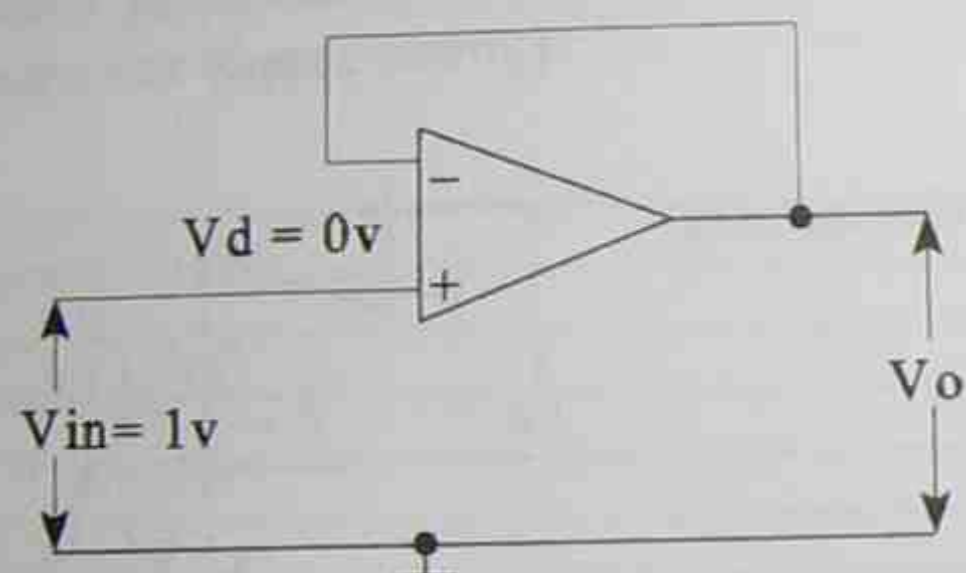 −
Vd = 0v
+
Vin= 1v
Vo